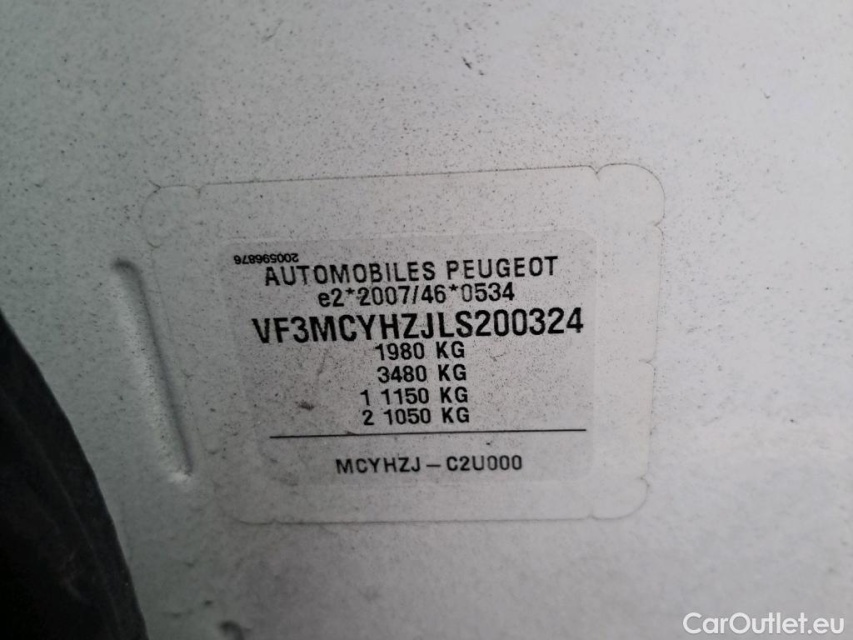 200596876
AUTOMOBILES PEUGEOT
e2*2007/46*0534
VF3MCYHZJLS200324
1980 KG
3480 KG
1 1150 KG
2 1050 KG
MCYHZJ – C2U000
CarOutlet.eu